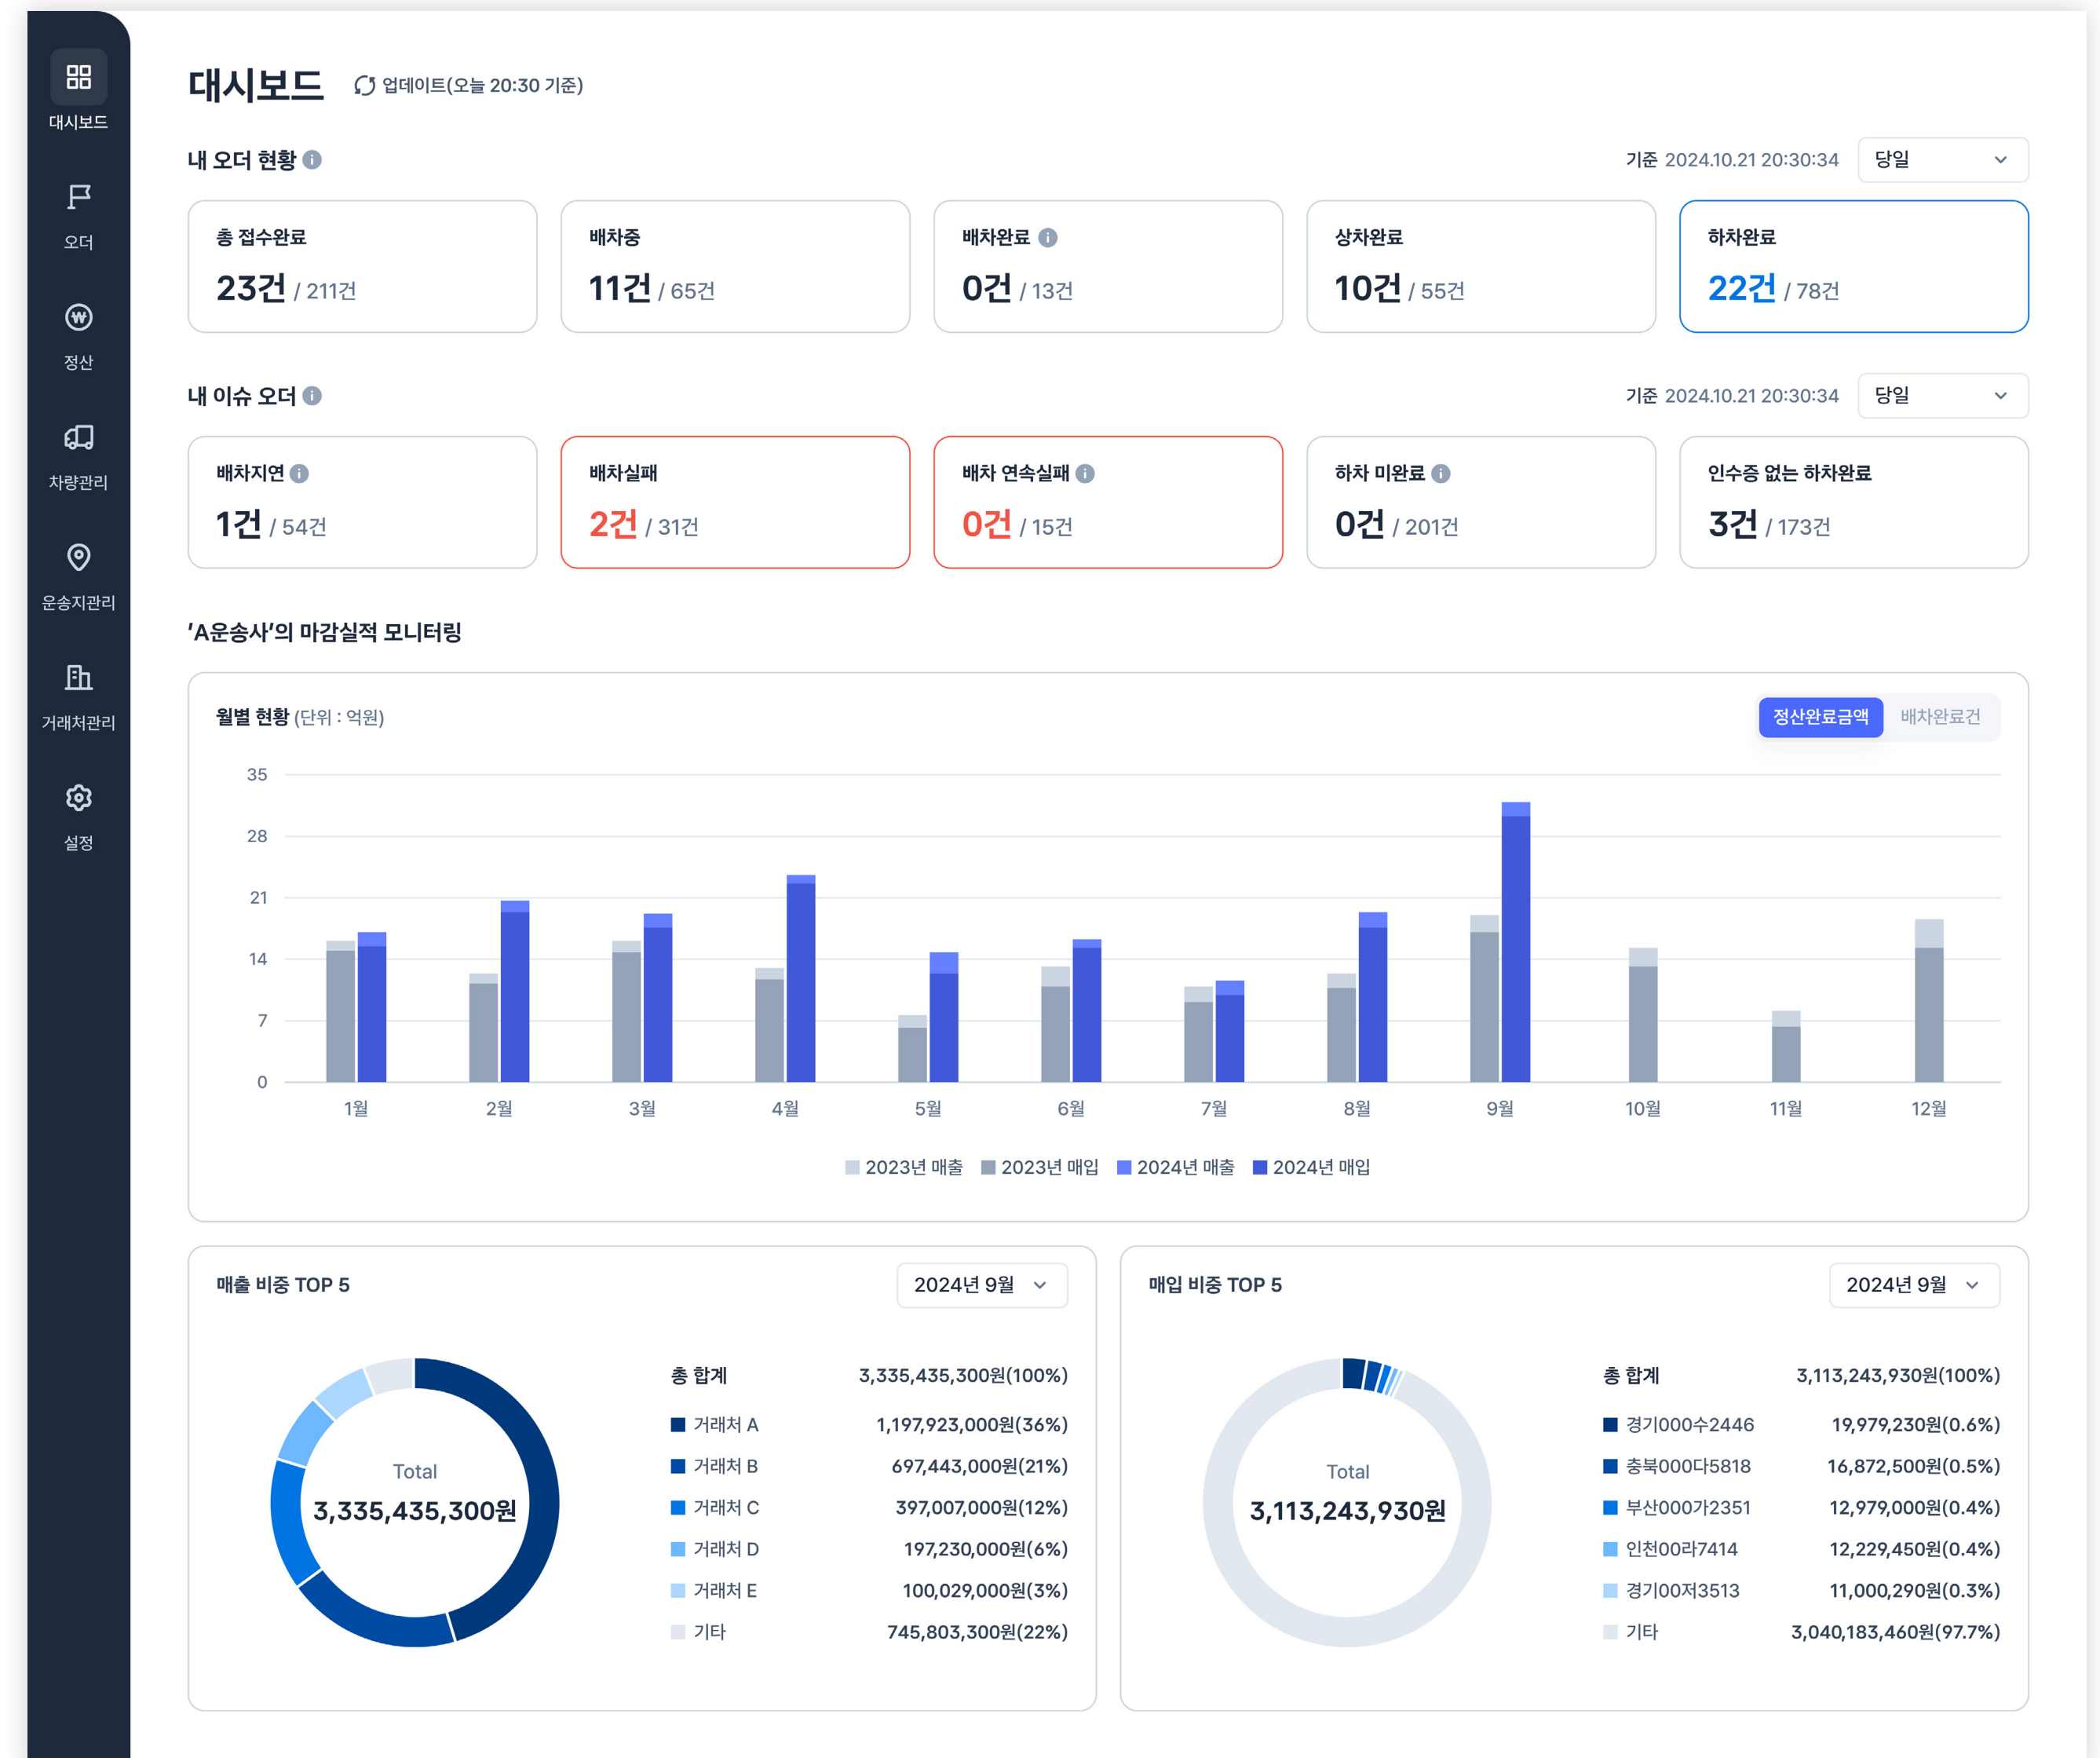 대시보드
오더
정산
차량관리
운송지관리
거래처관리
설정
대시보드 업데이트(오늘 20:30 기준)
내 오더 현황
기준 2024.10.21 20:30:34 당일
총 접수완료
23건 / 211건
배차중
11건 / 65건
배차완료
0건 / 13건
상차완료
10건 / 55건
하차완료
22건 / 78건
내 이슈 오더
기준 2024.10.21 20:30:34 당일
배차지연
1건 / 54건
배차실패
2건 / 31건
배차 연속실패
0건 / 15건
하차 미완료
0건 / 201건
인수증 없는 하차완료
3건 / 173건
'A운송사'의 마감실적 모니터링
월별 현황 (단위 : 억원)
정산완료금액 배차완료건
35
28
21
14
7
0
1월 2월 3월 4월 5월 6월 7월 8월 9월 10월 11월 12월
2023년 매출 2023년 매입 2024년 매출 2024년 매입
매출 비중 TOP 5
2024년 9월
Total
3,335,435,300원
총 합계 3,335,435,300원(100%)
거래처 A 1,197,923,000원(36%)
거래처 B 697,443,000원(21%)
거래처 C 397,007,000원(12%)
거래처 D 197,230,000원(6%)
거래처 E 100,029,000원(3%)
기타 745,803,300원(22%)
매입 비중 TOP 5
2024년 9월
Total
3,113,243,930원
총 합계 3,113,243,930원(100%)
경기000수2446 19,979,230원(0.6%)
충북000다5818 16,872,500원(0.5%)
부산000가2351 12,979,000원(0.4%)
인천00라7414 12,229,450원(0.4%)
경기00저3513 11,000,290원(0.3%)
기타 3,040,183,460원(97.7%)